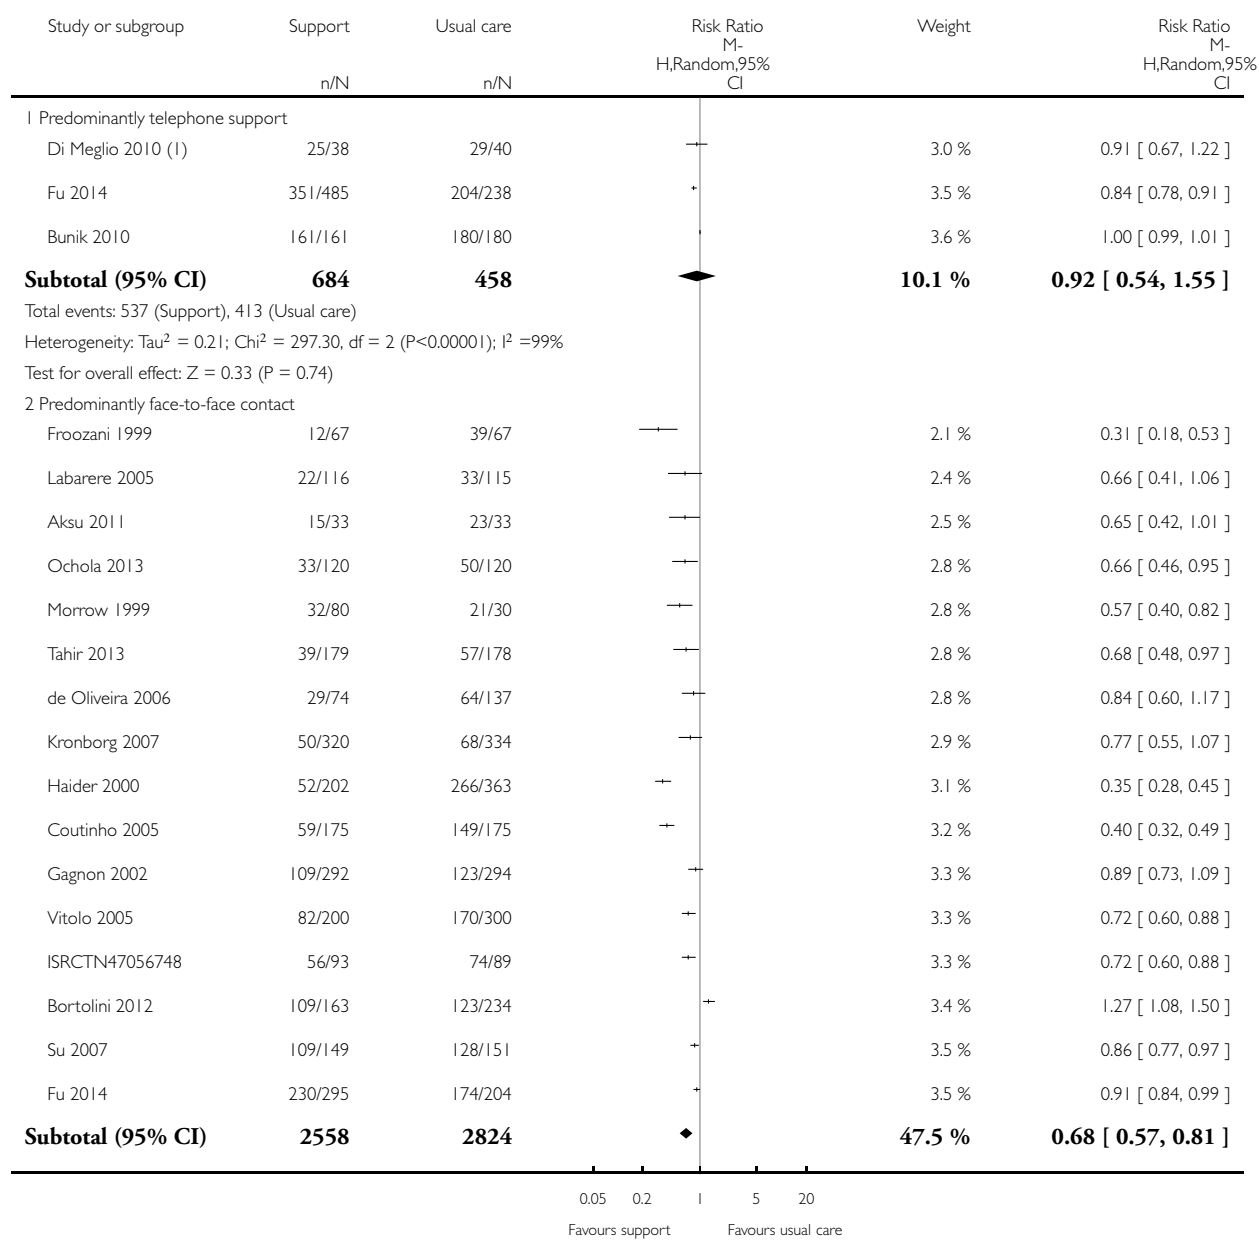 Study or subgroup Support Usual care Risk Ratio Weight Risk Ratio
M- M-
H,Random,95% H,Random,95%
n/N n/N CI CI
1 Predominantly telephone support
Di Meglio 2010 (1) 25/38 29/40 3.0 % 0.91 [ 0.67, 1.22 ]
Fu 2014 351/485 204/238 3.5 % 0.84 [ 0.78, 0.91 ]
Bunik 2010 161/161 180/180 3.6 % 1.00 [ 0.99, 1.01 ]
Subtotal (95% CI) 684 458 10.1 % 0.92 [ 0.54, 1.55 ]
Total events: 537 (Support), 413 (Usual care)
Heterogeneity: Tau² = 0.21; Chi² = 297.30, df = 2 (P<0.00001); I² =99%
Test for overall effect: Z = 0.33 (P = 0.74)
2 Predominantly face-to-face contact
Froozani 1999 12/67 39/67 2.1 % 0.31 [ 0.18, 0.53 ]
Labarere 2005 22/116 33/115 2.4 % 0.66 [ 0.41, 1.06 ]
Aksu 2011 15/33 23/33 2.5 % 0.65 [ 0.42, 1.01 ]
Ochola 2013 33/120 50/120 2.8 % 0.66 [ 0.46, 0.95 ]
Morrow 1999 32/80 21/30 2.8 % 0.57 [ 0.40, 0.82 ]
Tahir 2013 39/179 57/178 2.8 % 0.68 [ 0.48, 0.97 ]
de Oliveira 2006 29/74 64/137 2.8 % 0.84 [ 0.60, 1.17 ]
Kronborg 2007 50/320 68/334 2.9 % 0.77 [ 0.55, 1.07 ]
Haider 2000 52/202 266/363 3.1 % 0.35 [ 0.28, 0.45 ]
Coutinho 2005 59/175 149/175 3.2 % 0.40 [ 0.32, 0.49 ]
Gagnon 2002 109/292 123/294 3.3 % 0.89 [ 0.73, 1.09 ]
Vitolo 2005 82/200 170/300 3.3 % 0.72 [ 0.60, 0.88 ]
ISRCTN47056748 56/93 74/89 3.3 % 0.72 [ 0.60, 0.88 ]
Bortolini 2012 109/163 123/234 3.4 % 1.27 [ 1.08, 1.50 ]
Su 2007 109/149 128/151 3.5 % 0.86 [ 0.77, 0.97 ]
Fu 2014 230/295 174/204 3.5 % 0.91 [ 0.84, 0.99 ]
Subtotal (95% CI) 2558 2824 47.5 % 0.68 [ 0.57, 0.81 ]
0.05 0.2 1 5 20
Favours support Favours usual care